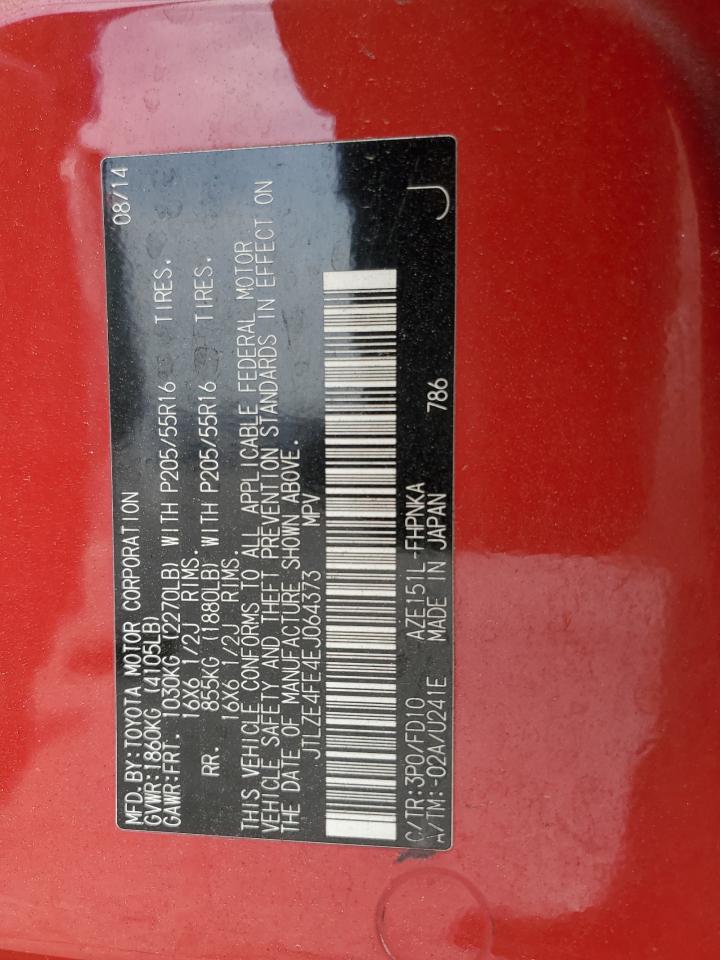 MFD.BY:TOYOTA MOTOR CORPORATION 08/14
GVWR:1860KG (4105LB)
GAWR:FRT. 1030KG (2270LB) WITH P205/55R16 TIRES.
16X6 1/2J RIMS.
RR. 855KG (1880LB) WITH P205/55R16 TIRES.
16X6 1/2J RIMS.
THIS VEHICLE CONFORMS TO ALL APPLICABLE FEDERAL MOTOR
VEHICLE SAFETY AND THEFT PREVENTION STANDARDS IN EFFECT ON
THE DATE OF MANUFACTURE SHOWN ABOVE.
JTLZE4FE4EJ064373 MPV
C/TR:3P0/FD10 AZE151L-FHPNKA
A/TM:-02A/U241E MADE IN JAPAN 786 J